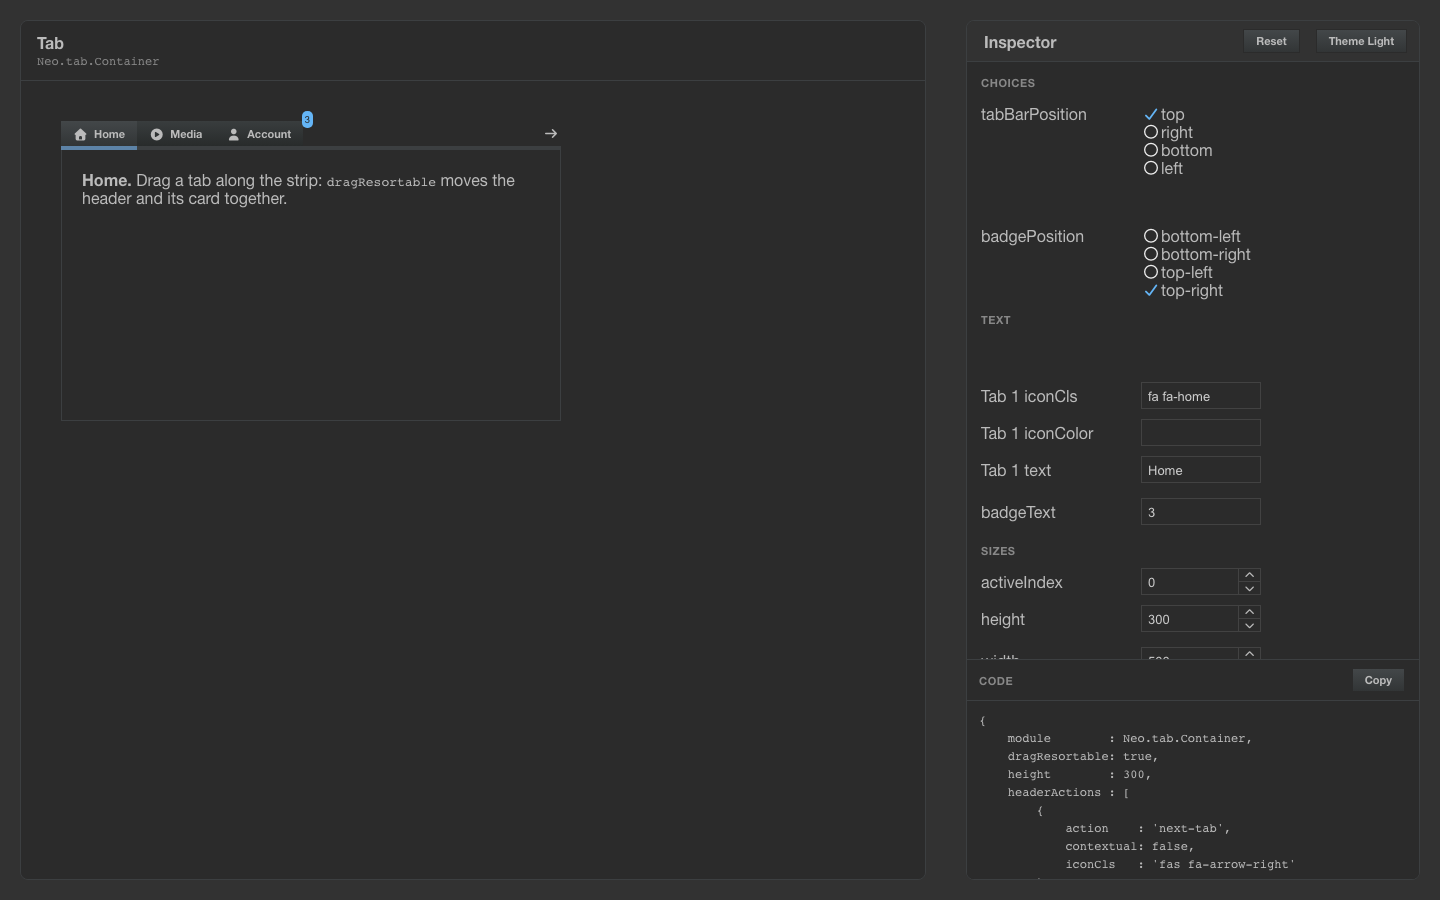 Tab
Neo.tab.Container
Home
Media
Account
3
Home. Drag a tab along the strip: dragResortable moves the
header and its card together.
Inspector
Reset
Theme Light
CHOICES
tabBarPosition
top
right
bottom
left
badgePosition
bottom-left
bottom-right
top-left
top-right
TEXT
Tab 1 iconCls
fa fa-home
Tab 1 iconColor
Tab 1 text
Home
badgeText
3
SIZES
activeIndex
0
height
300
width
500
CODE
Copy
{
    module        : Neo.tab.Container,
    dragResortable: true,
    height        : 300,
    headerActions : [
        {
            action    : 'next-tab',
            contextual: false,
            iconCls   : 'fas fa-arrow-right'